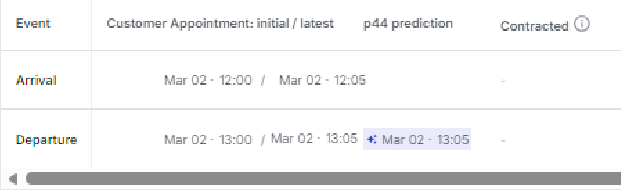 Event Customer Appointment: initial / latest p44 prediction Contracted
Arrival Mar 02 · 12:00 / Mar 02 · 12:05 -
Departure Mar 02 · 13:00 / Mar 02 · 13:05 Mar 02 · 13:05 -